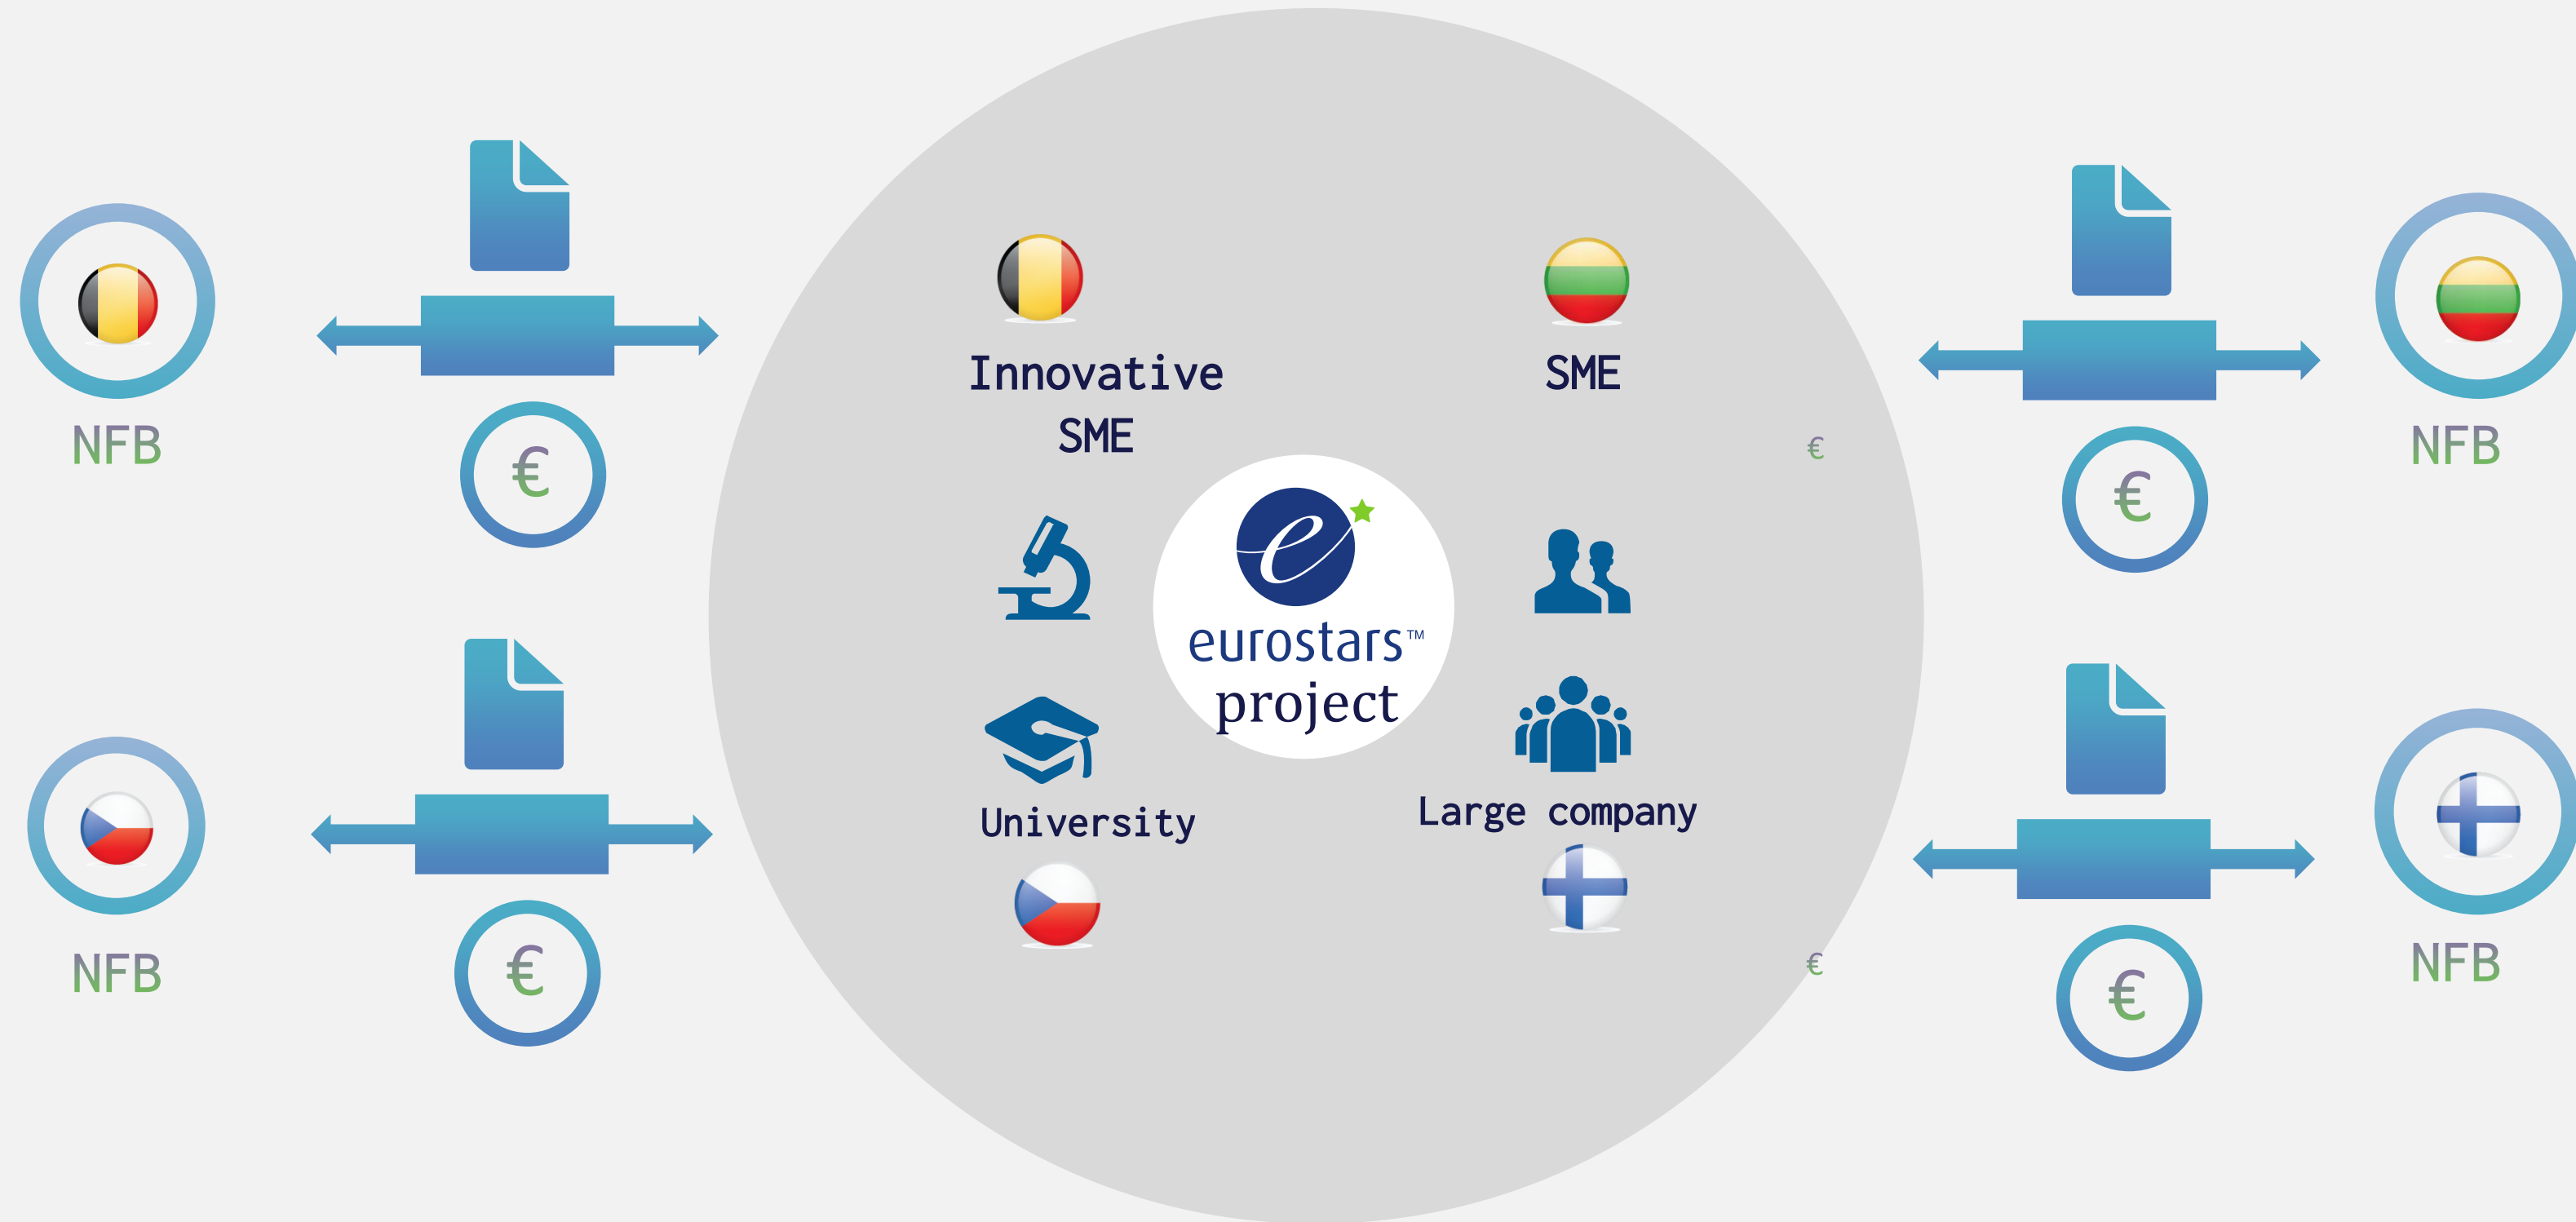 Innovative
SME
SME
NFB
€
€
€
NFB
eurostars™
project
University
Large company
NFB
€
€
€
NFB